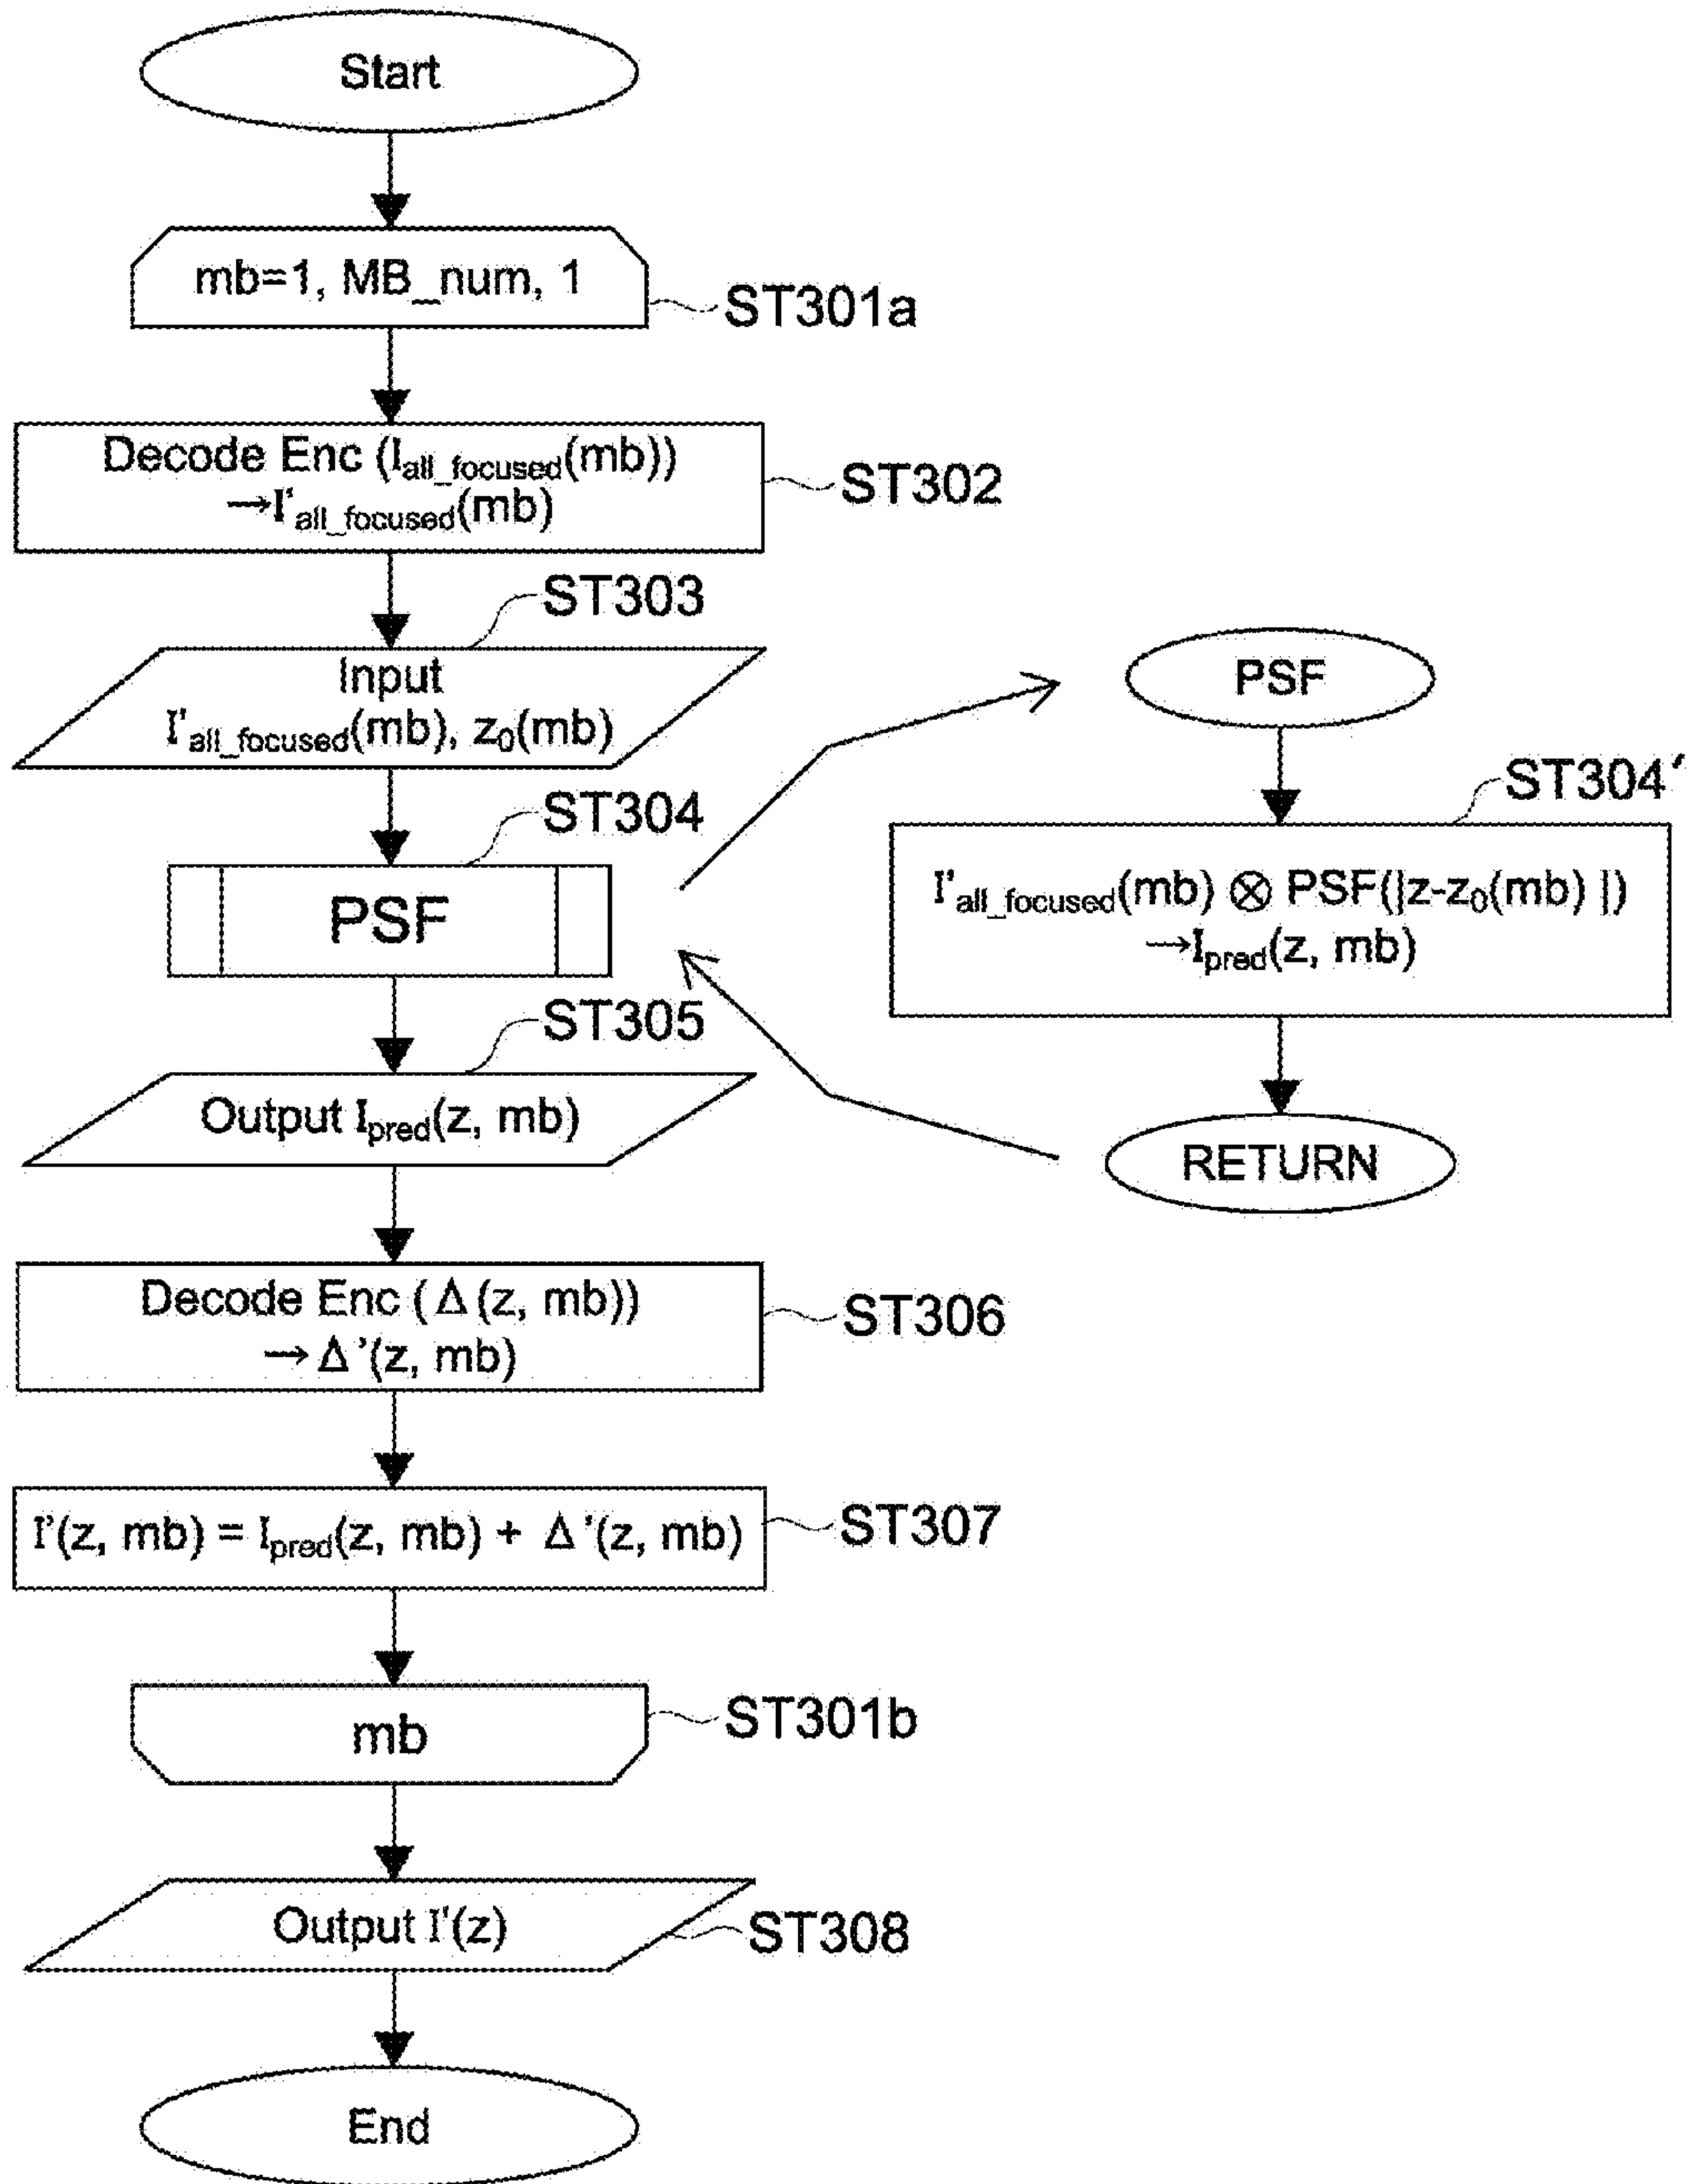 Start
mb=1, MB_num, 1
ST301a
Decode Enc (I_all_focused(mb))
→I'_all_focused(mb)
ST302
ST303
Input
I'_all_focused(mb), z₀(mb)
ST304
PSF
PSF
ST304'
I'_all_focused(mb) ⊗ PSF(|z-z₀(mb) |)
→I_pred(z, mb)
RETURN
ST305
Output I_pred(z, mb)
Decode Enc ( Δ (z, mb))
→ Δ '(z, mb)
ST306
I'(z, mb) = I_pred(z, mb) + Δ '(z, mb)
ST307
mb
ST301b
Output I'(z)
ST308
End